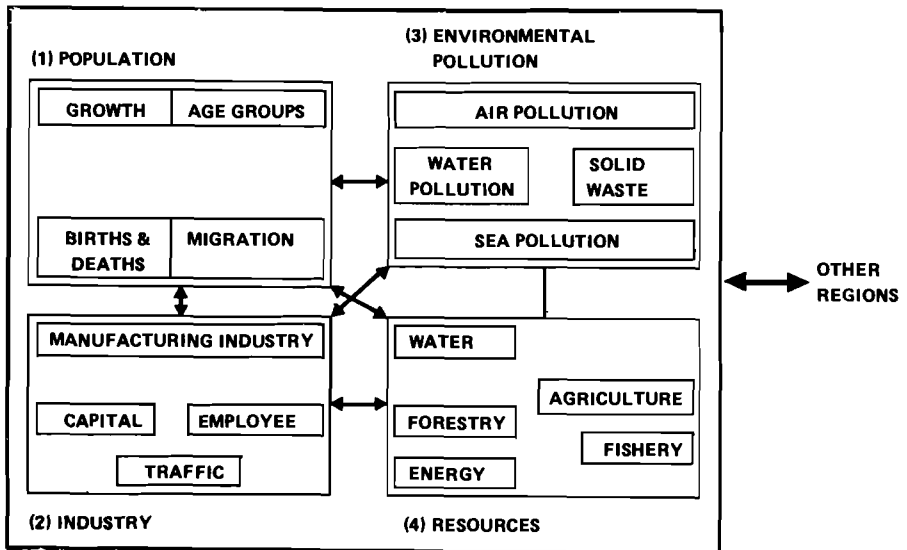 (1) POPULATION
GROWTH
AGE GROUPS
BIRTHS &
DEATHS
MIGRATION
(3) ENVIRONMENTAL
POLLUTION
AIR POLLUTION
WATER
POLLUTION
SOLID
WASTE
SEA POLLUTION
OTHER
REGIONS
MANUFACTURING INDUSTRY
CAPITAL
EMPLOYEE
TRAFFIC
(2) INDUSTRY
WATER
AGRICULTURE
FORESTRY
FISHERY
ENERGY
(4) RESOURCES